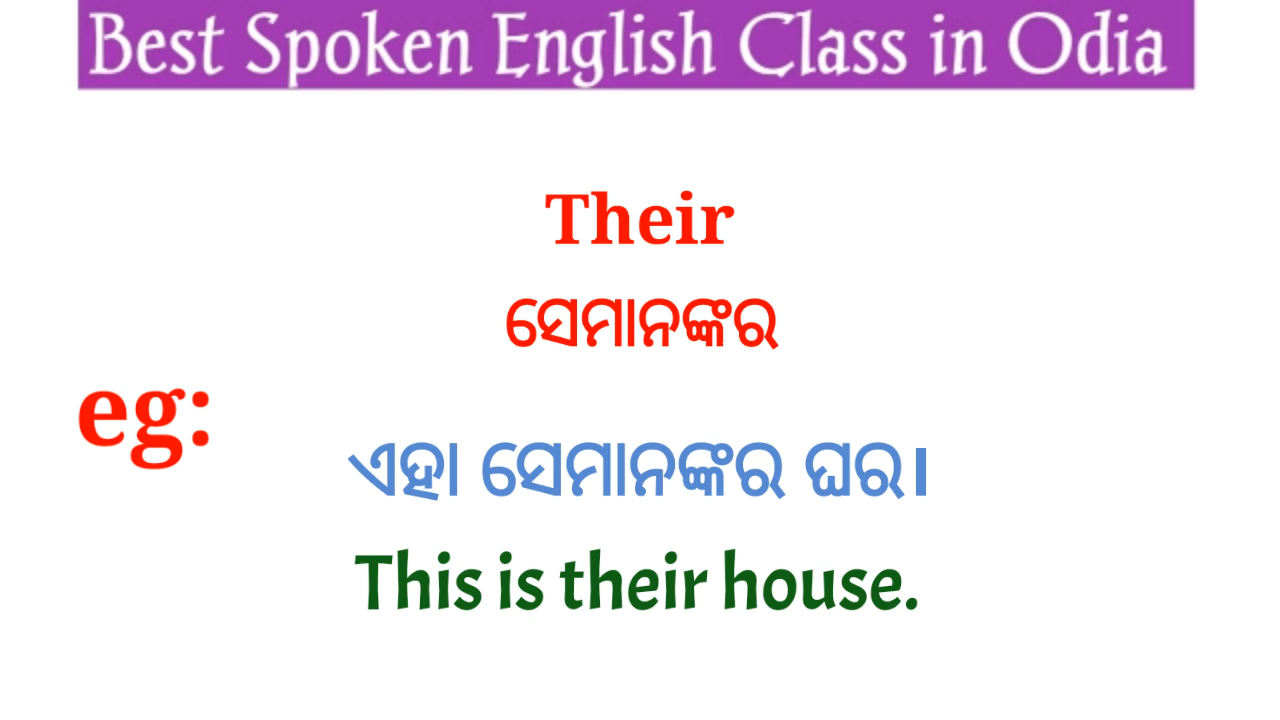 Best Spoken English Class in Odia
Their
ସେମାନଙ୍କର
eg:
ଏହା ସେମାନଙ୍କର ଘର।
This is their house.